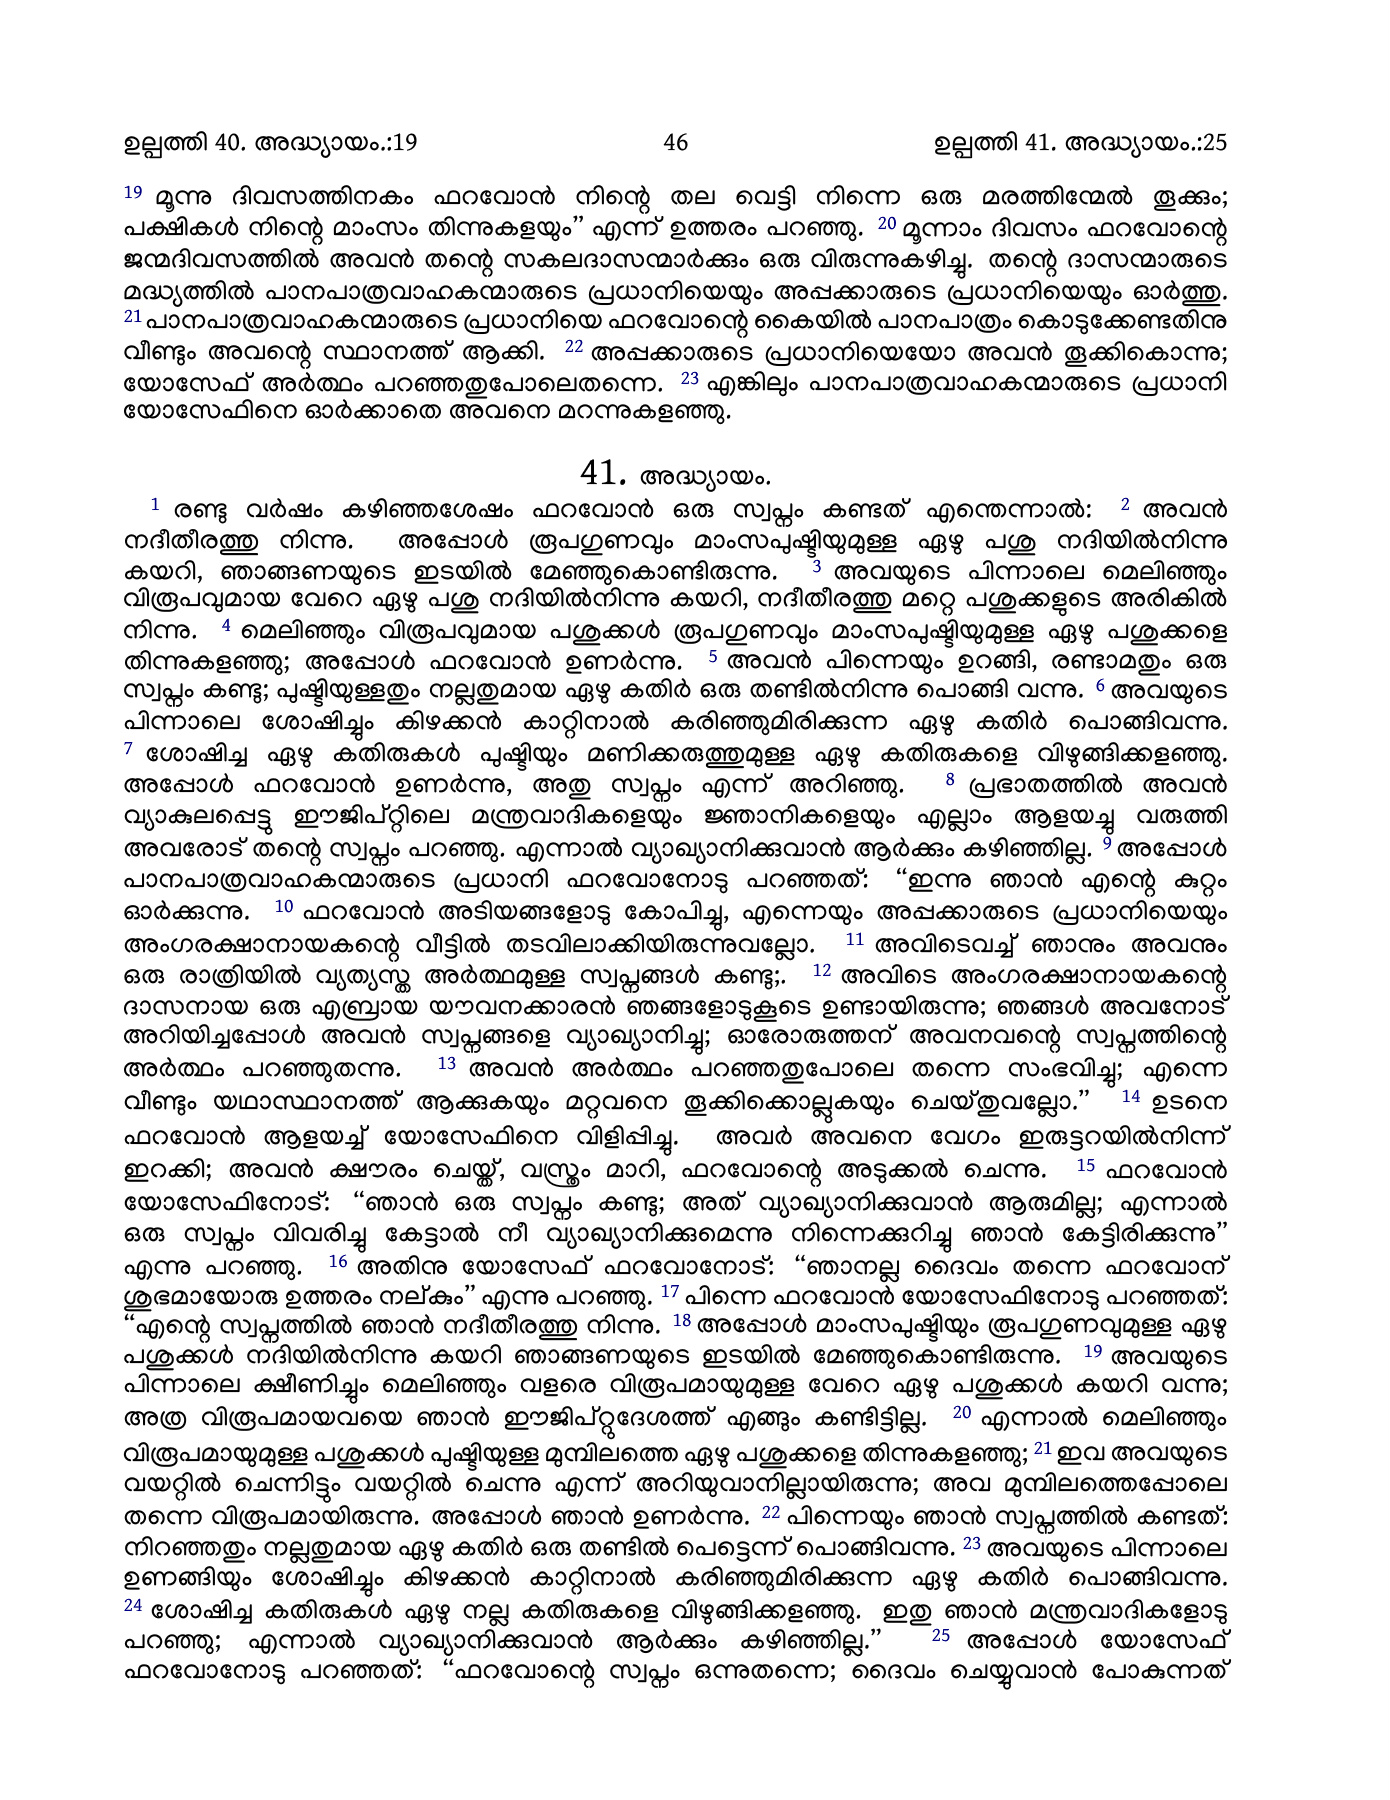 ഉല്പത്തി 40. അദ്ധ്യായം.:19 46 ഉല്പത്തി 41. അദ്ധ്യായം.:25
19 മൂന്നു ദിവസത്തിനകം ഫറവോൻ നിന്റെ തല വെട്ടി നിന്നെ ഒരു മരത്തിന്മേൽ തൂക്കും;
പക്ഷികൾ നിന്റെ മാംസം തിന്നുകളയും” എന്ന് ഉത്തരം പറഞ്ഞു. 20 മൂന്നാം ദിവസം ഫറവോന്റെ
ജന്മദിവസത്തിൽ അവൻ തന്റെ സകലദാസന്മാർക്കും ഒരു വിരുന്നുകഴിച്ചു. തന്റെ ദാസന്മാരുടെ
മദ്ധ്യത്തിൽ പാനപാത്രവാഹകന്മാരുടെ പ്രധാനിയെയും അപ്പക്കാരുടെ പ്രധാനിയെയും ഓർത്തു.
21 പാനപാത്രവാഹകന്മാരുടെ പ്രധാനിയെ ഫറവോന്റെ കൈയിൽ പാനപാത്രം കൊടുക്കേണ്ടതിനു
വീണ്ടും അവന്റെ സ്ഥാനത്ത് ആക്കി. 22 അപ്പക്കാരുടെ പ്രധാനിയെയോ അവൻ തൂക്കികൊന്നു;
യോസേഫ് അർത്ഥം പറഞ്ഞതുപോലെതന്നെ. 23 എങ്കിലും പാനപാത്രവാഹകന്മാരുടെ പ്രധാനി
യോസേഫിനെ ഓർക്കാതെ അവനെ മറന്നുകളഞ്ഞു.
41. അദ്ധ്യായം.
1 രണ്ടു വർഷം കഴിഞ്ഞശേഷം ഫറവോൻ ഒരു സ്വപ്നം കണ്ടത് എന്തെന്നാൽ: 2 അവൻ
നദീതീരത്തു നിന്നു. അപ്പോൾ രൂപഗുണവും മാംസപുഷ്ടിയുമുള്ള ഏഴു പശു നദിയിൽനിന്നു
കയറി, ഞാങ്ങണയുടെ ഇടയിൽ മേഞ്ഞുകൊണ്ടിരുന്നു. 3 അവയുടെ പിന്നാലെ മെലിഞ്ഞും
വിരൂപവുമായ വേറെ ഏഴു പശു നദിയിൽനിന്നു കയറി, നദീതീരത്തു മറ്റെ പശുക്കളുടെ അരികിൽ
നിന്നു. 4 മെലിഞ്ഞും വിരൂപവുമായ പശുക്കൾ രൂപഗുണവും മാംസപുഷ്ടിയുമുള്ള ഏഴു പശുക്കളെ
തിന്നുകളഞ്ഞു; അപ്പോൾ ഫറവോൻ ഉണർന്നു. 5 അവൻ പിന്നെയും ഉറങ്ങി, രണ്ടാമതും ഒരു
സ്വപ്നം കണ്ടു; പുഷ്ടിയുള്ളതും നല്ലതുമായ ഏഴു കതിർ ഒരു തണ്ടിൽനിന്നു പൊങ്ങി വന്നു. 6 അവയുടെ
പിന്നാലെ ശോഷിച്ചും കിഴക്കൻ കാറ്റിനാൽ കരിഞ്ഞുമിരിക്കുന്ന ഏഴു കതിർ പൊങ്ങിവന്നു.
7 ശോഷിച്ച ഏഴു കതിരുകൾ പുഷ്ടിയും മണിക്കരുത്തുമുള്ള ഏഴു കതിരുകളെ വിഴുങ്ങിക്കളഞ്ഞു.
അപ്പോൾ ഫറവോൻ ഉണർന്നു, അതു സ്വപ്നം എന്ന് അറിഞ്ഞു. 8 പ്രഭാതത്തിൽ അവൻ
വ്യാകുലപ്പെട്ടു ഈജിപ്റ്റിലെ മന്ത്രവാദികളെയും ജ്ഞാനികളെയും എല്ലാം ആളയച്ചു വരുത്തി
അവരോട് തന്റെ സ്വപ്നം പറഞ്ഞു. എന്നാൽ വ്യാഖ്യാനിക്കുവാൻ ആർക്കും കഴിഞ്ഞില്ല. 9 അപ്പോൾ
പാനപാത്രവാഹകന്മാരുടെ പ്രധാനി ഫറവോനോടു പറഞ്ഞത്: “ഇന്നു ഞാൻ എന്റെ കുറ്റം
ഓർക്കുന്നു. 10 ഫറവോൻ അടിയങ്ങളോടു കോപിച്ചു, എന്നെയും അപ്പക്കാരുടെ പ്രധാനിയെയും
അംഗരക്ഷാനായകന്റെ വീട്ടിൽ തടവിലാക്കിയിരുന്നുവല്ലോ. 11 അവിടെവച്ച് ഞാനും അവനും
ഒരു രാത്രിയിൽ വ്യത്യസ്ത അർത്ഥമുള്ള സ്വപ്നങ്ങൾ കണ്ടു;. 12 അവിടെ അംഗരക്ഷാനായകന്റെ
ദാസനായ ഒരു എബ്രായ യൗവനക്കാരൻ ഞങ്ങളോടുകൂടെ ഉണ്ടായിരുന്നു; ഞങ്ങൾ അവനോട്
അറിയിച്ചപ്പോൾ അവൻ സ്വപ്നങ്ങളെ വ്യാഖ്യാനിച്ചു; ഓരോരുത്തന് അവനവന്റെ സ്വപ്നത്തിന്റെ
അർത്ഥം പറഞ്ഞുതന്നു. 13 അവൻ അർത്ഥം പറഞ്ഞതുപോലെ തന്നെ സംഭവിച്ചു; എന്നെ
വീണ്ടും യഥാസ്ഥാനത്ത് ആക്കുകയും മറ്റവനെ തൂക്കിക്കൊല്ലുകയും ചെയ്തുവല്ലോ.” 14 ഉടനെ
ഫറവോൻ ആളയച്ച് യോസേഫിനെ വിളിപ്പിച്ചു. അവർ അവനെ വേഗം ഇരുട്ടറയിൽനിന്ന്
ഇറക്കി; അവൻ ക്ഷൗരം ചെയ്ത്, വസ്ത്രം മാറി, ഫറവോന്റെ അടുക്കൽ ചെന്നു. 15 ഫറവോൻ
യോസേഫിനോട്: “ഞാൻ ഒരു സ്വപ്നം കണ്ടു; അത് വ്യാഖ്യാനിക്കുവാൻ ആരുമില്ല; എന്നാൽ
ഒരു സ്വപ്നം വിവരിച്ചു കേട്ടാൽ നീ വ്യാഖ്യാനിക്കുമെന്നു നിന്നെക്കുറിച്ചു ഞാൻ കേട്ടിരിക്കുന്നു”
എന്നു പറഞ്ഞു. 16 അതിനു യോസേഫ് ഫറവോനോട്: “ഞാനല്ല ദൈവം തന്നെ ഫറവോന്
ശുഭമായോരു ഉത്തരം നല്കും” എന്നു പറഞ്ഞു. 17 പിന്നെ ഫറവോൻ യോസേഫിനോടു പറഞ്ഞത്:
“എന്റെ സ്വപ്നത്തിൽ ഞാൻ നദീതീരത്തു നിന്നു. 18 അപ്പോൾ മാംസപുഷ്ടിയും രൂപഗുണവുമുള്ള ഏഴു
പശുക്കൾ നദിയിൽനിന്നു കയറി ഞാങ്ങണയുടെ ഇടയിൽ മേഞ്ഞുകൊണ്ടിരുന്നു. 19 അവയുടെ
പിന്നാലെ ക്ഷീണിച്ചും മെലിഞ്ഞും വളരെ വിരൂപമായുമുള്ള വേറെ ഏഴു പശുക്കൾ കയറി വന്നു;
അത്ര വിരൂപമായവയെ ഞാൻ ഈജിപ്റ്റുദേശത്ത് എങ്ങും കണ്ടിട്ടില്ല. 20 എന്നാൽ മെലിഞ്ഞും
വിരൂപമായുമുള്ള പശുക്കൾ പുഷ്ടിയുള്ള മുമ്പിലത്തെ ഏഴു പശുക്കളെ തിന്നുകളഞ്ഞു; 21 ഇവ അവയുടെ
വയറ്റിൽ ചെന്നിട്ടും വയറ്റിൽ ചെന്നു എന്ന് അറിയുവാനില്ലായിരുന്നു; അവ മുമ്പിലത്തെപ്പോലെ
തന്നെ വിരൂപമായിരുന്നു. അപ്പോൾ ഞാൻ ഉണർന്നു. 22 പിന്നെയും ഞാൻ സ്വപ്നത്തിൽ കണ്ടത്:
നിറഞ്ഞതും നല്ലതുമായ ഏഴു കതിർ ഒരു തണ്ടിൽ പെട്ടെന്ന് പൊങ്ങിവന്നു. 23 അവയുടെ പിന്നാലെ
ഉണങ്ങിയും ശോഷിച്ചും കിഴക്കൻ കാറ്റിനാൽ കരിഞ്ഞുമിരിക്കുന്ന ഏഴു കതിർ പൊങ്ങിവന്നു.
24 ശോഷിച്ച കതിരുകൾ ഏഴു നല്ല കതിരുകളെ വിഴുങ്ങിക്കളഞ്ഞു. ഇതു ഞാൻ മന്ത്രവാദികളോടു
പറഞ്ഞു; എന്നാൽ വ്യാഖ്യാനിക്കുവാൻ ആർക്കും കഴിഞ്ഞില്ല.” 25 അപ്പോൾ യോസേഫ്
ഫറവോനോടു പറഞ്ഞത്: “ഫറവോന്റെ സ്വപ്നം ഒന്നുതന്നെ; ദൈവം ചെയ്യുവാൻ പോകുന്നത്